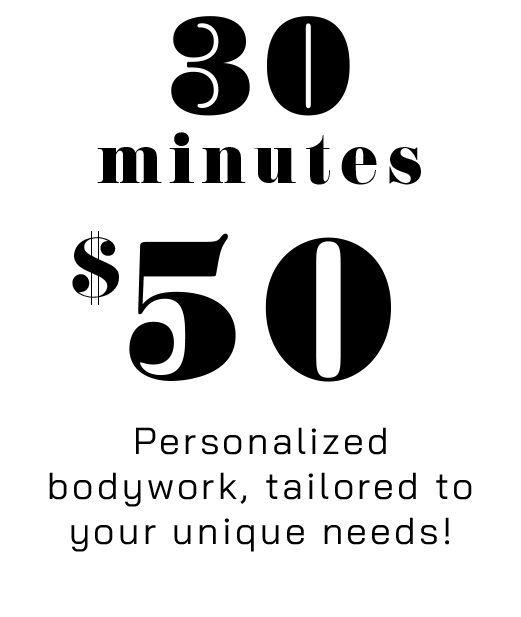 30
minutes
$50
Personalized
bodywork, tailored to
your unique needs!